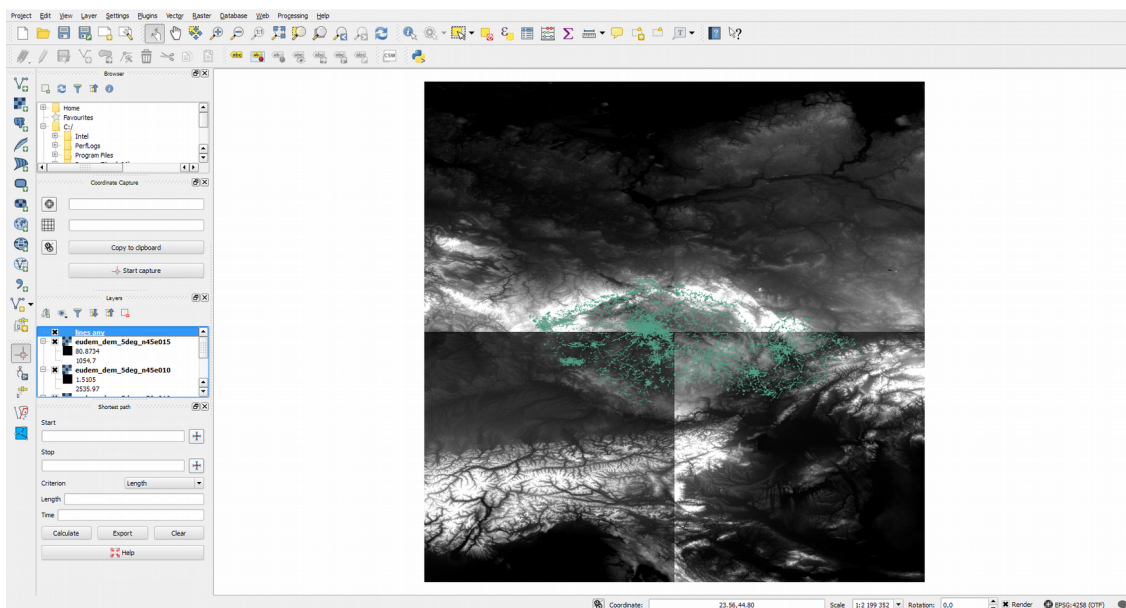 Project Edit View Layer Settings Plugins Vector Raster Database Web Processing Help
Browser
Home
Favourites
C:/
Intel
PerfLogs
Program Files
Coordinate Capture
Copy to clipboard
Start capture
Layers
lines any
eudem_dem_5deg_n45e015
80.8734
1054.7
eudem_dem_5deg_n45e010
1.5105
2535.97
Shortest path
Start
Stop
Criterion Length
Length
Time
Calculate Export Clear
Help
Coordinate: 23.56,44.80 Scale 1:2 199 352 Rotation: 0,0 Render EPSG:4258 (OTF)